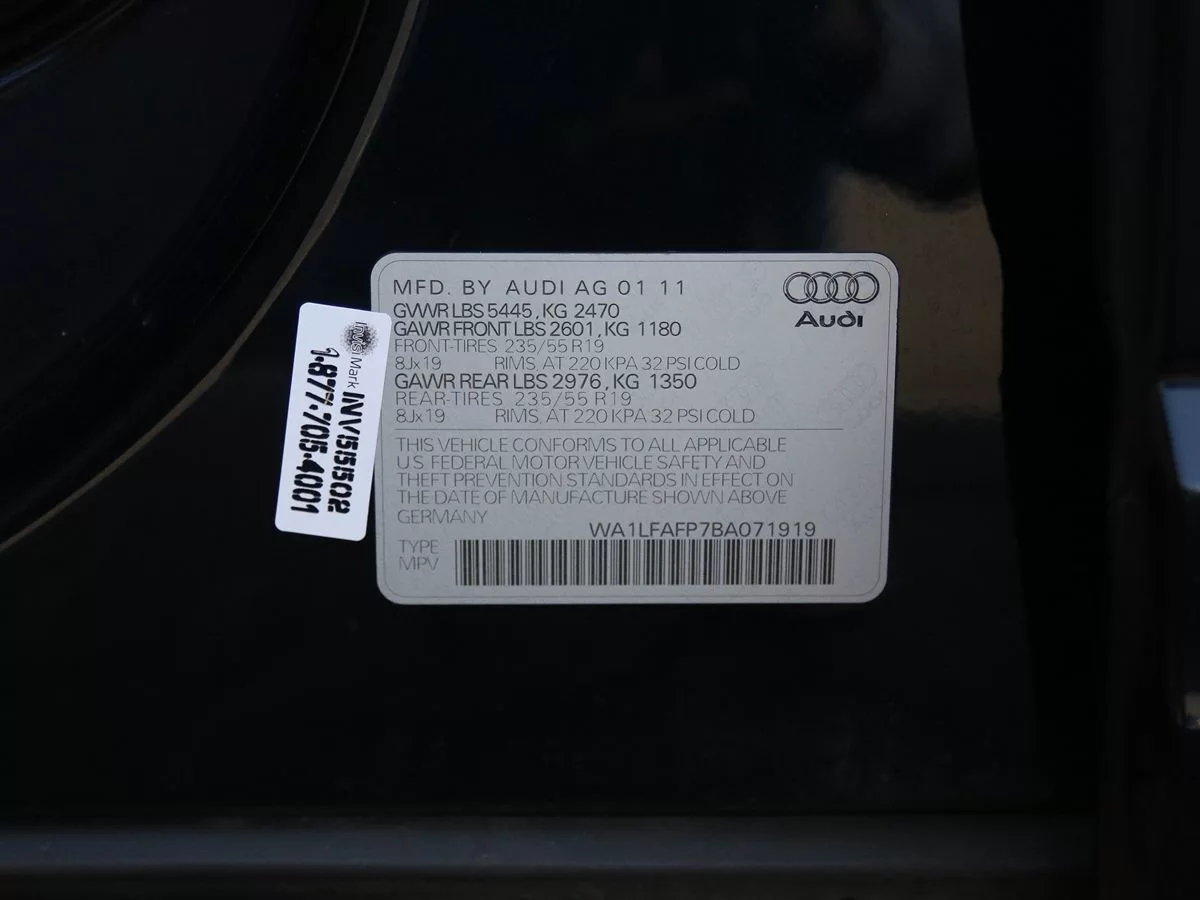 MFD. BY AUDI AG 01 11
GVWR LBS 5445, KG 2470
GAWR FRONT LBS 2601, KG 1180
FRONT-TIRES 235/55 R19
8Jx19 RIMS, AT 220 KPA 32 PSI COLD
GAWR REAR LBS 2976, KG 1350
REAR-TIRES 235/55 R19
8Jx19 RIMS, AT 220 KPA 32 PSI COLD
Audi
THIS VEHICLE CONFORMS TO ALL APPLICABLE
U.S. FEDERAL MOTOR VEHICLE SAFETY AND
THEFT PREVENTION STANDARDS IN EFFECT ON
THE DATE OF MANUFACTURE SHOWN ABOVE
GERMANY
WA1LFAFP7BA071919
TYPE
MPV
InvisiMark INV55502
1-877-705-4001